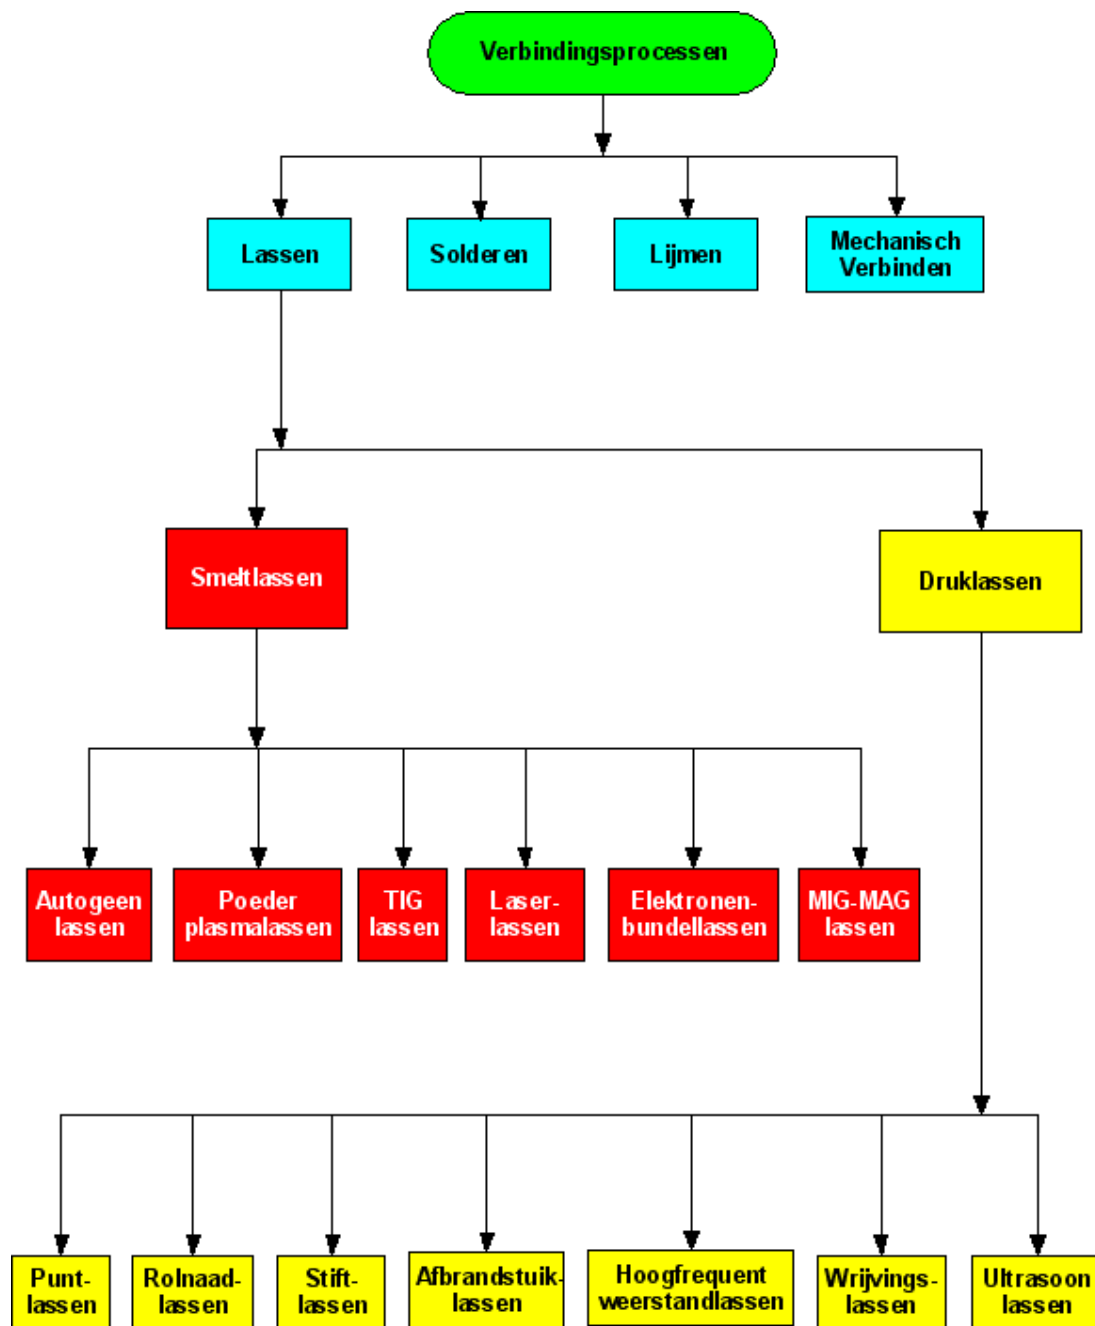 Verbindingsprocessen
Lassen
Solderen
Lijmen
Mechanisch
Verbinden
Smeltlassen
Druklassen
Autogeen
lassen
Poeder
plasmalassen
TIG
lassen
Laser-
lassen
Elektronen-
bundellassen
MIG-MAG
lassen
Punt-
lassen
Rolnaad-
lassen
Stift-
lassen
Afbrandstuik-
lassen
Hoogfrequent
weerstandlassen
Wrijvings-
lassen
Ultrasoon
lassen